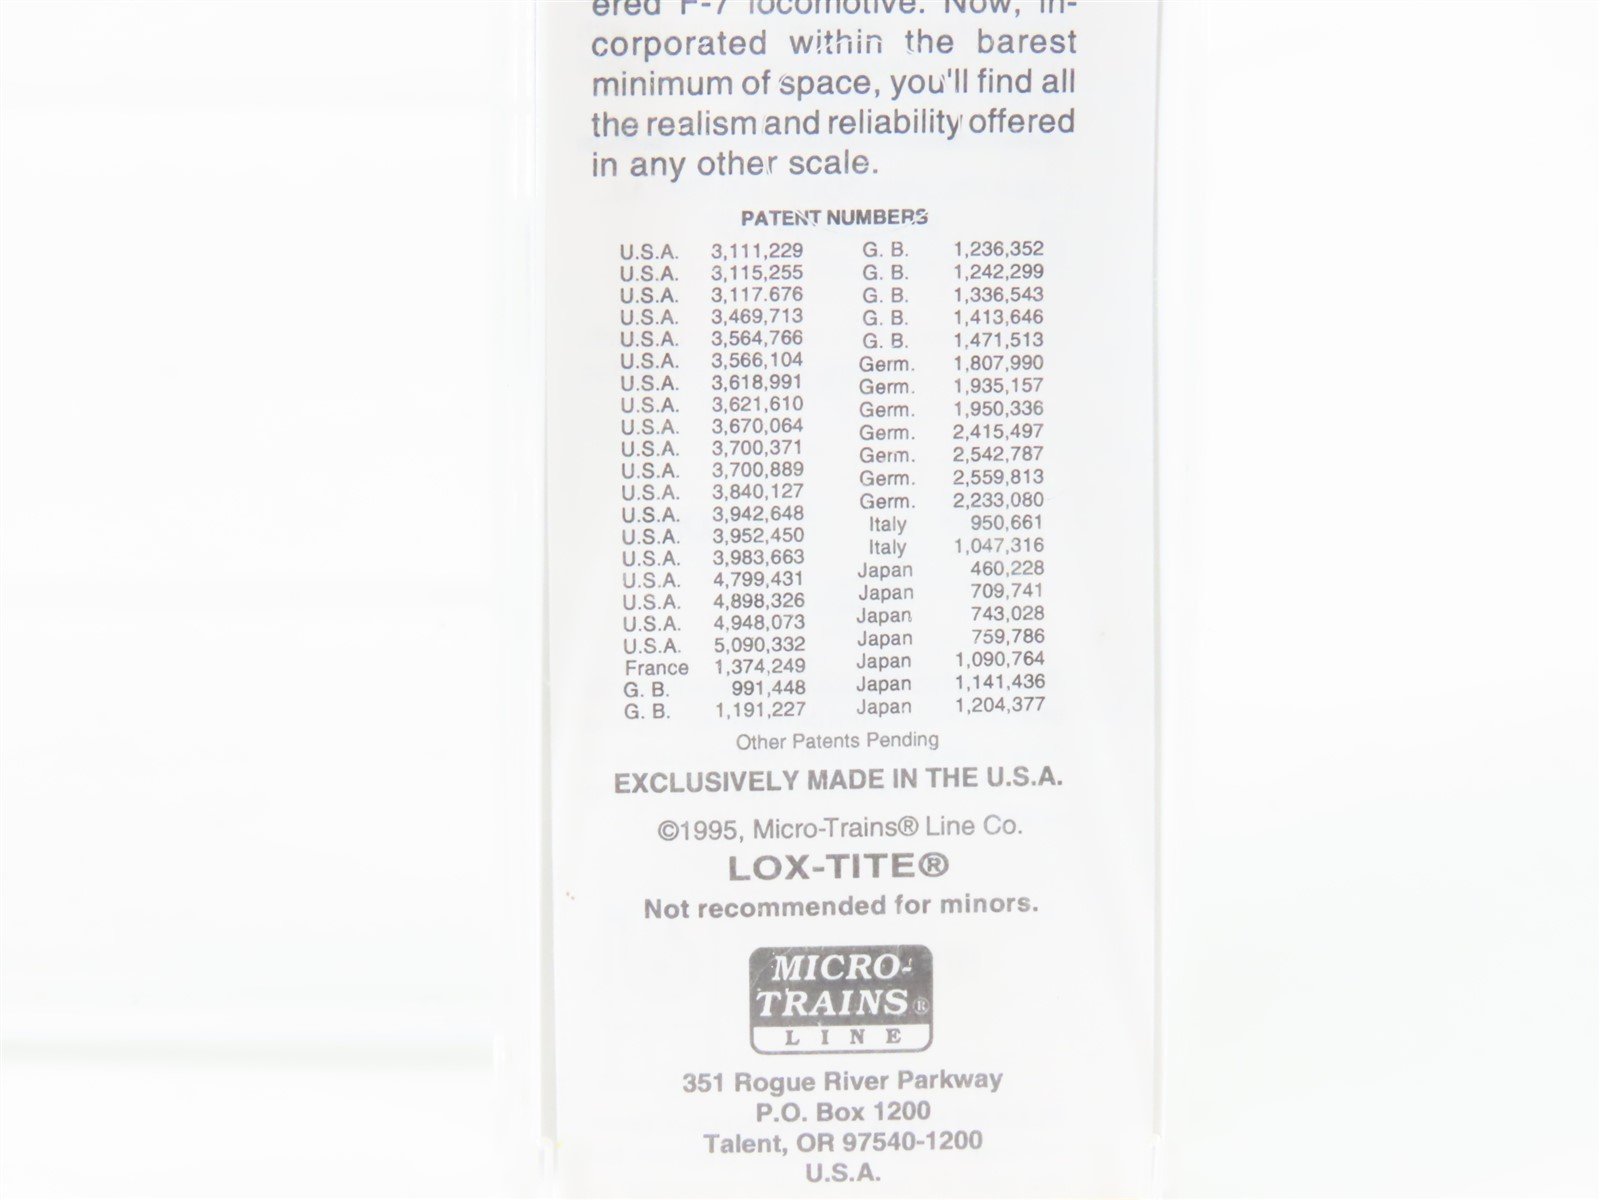 ered F-7 locomotive. Now, in-
corporated within the barest
minimum of space, you'll find all
the realism and reliability offered
in any other scale.
PATENT NUMBERS
U.S.A. 3,111,229 G. B. 1,236,352
U.S.A. 3,115,255 G. B. 1,242,299
U.S.A. 3,117.676 G. B. 1,336,543
U.S.A. 3,469,713 G. B. 1,413,646
U.S.A. 3,564,766 G. B. 1,471,513
U.S.A. 3,566,104 Germ. 1,807,990
U.S.A. 3,618,991 Germ. 1,935,157
U.S.A. 3,621,610 Germ. 1,950,336
U.S.A. 3,670,064 Germ. 2,415,497
U.S.A. 3,700,371 Germ. 2,542,787
U.S.A. 3,700,889 Germ. 2,559,813
U.S.A. 3,840,127 Germ. 2,233,080
U.S.A. 3,942,648 Italy 950,661
U.S.A. 3,952,450 Italy 1,047,316
U.S.A. 3,983,663 Japan 460,228
U.S.A. 4,799,431 Japan 709,741
U.S.A. 4,898,326 Japan 743,028
U.S.A. 4,948,073 Japan 759,786
U.S.A. 5,090,332 Japan 1,090,764
France 1,374,249 Japan 1,141,436
G. B. 991,448 Japan 1,204,377
G. B. 1,191,227
Other Patents Pending
EXCLUSIVELY MADE IN THE U.S.A.
©1995, Micro-Trains® Line Co.
LOX-TITE®
Not recommended for minors.
MICRO-
TRAINS®
LINE
351 Rogue River Parkway
P.O. Box 1200
Talent, OR 97540-1200
U.S.A.